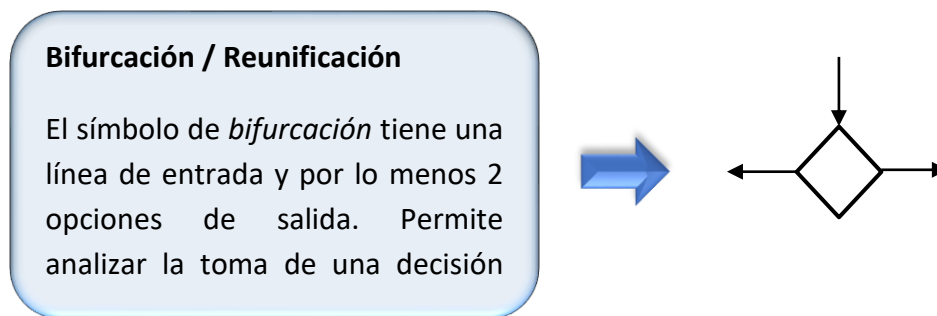 Bifurcación / Reunificación
El símbolo de bifurcación tiene una
línea de entrada y por lo menos 2
opciones de salida. Permite
analizar la toma de una decisión